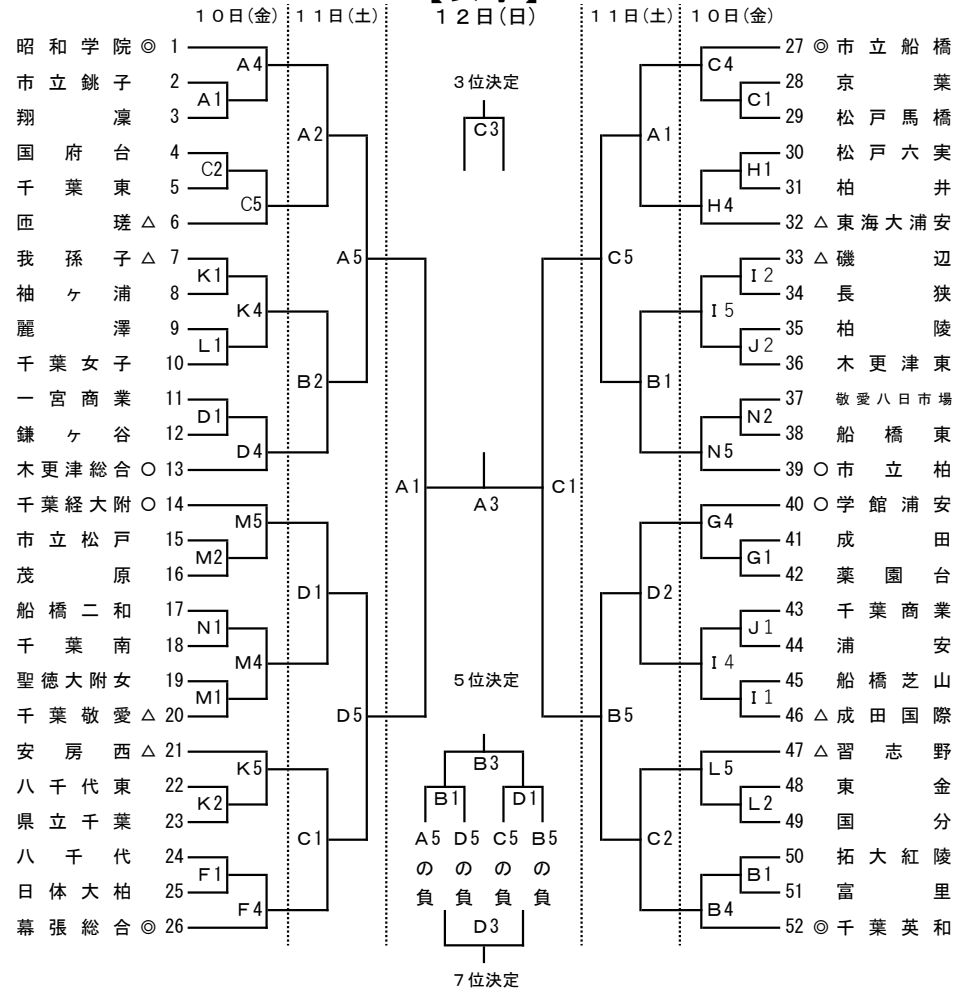 10日(金) 11日(土) 12日(日) 11日(土) 10日(金)
昭和学院 ◎ 1
市立銚子 2
翔凜 3
国府台 4
千葉東 5
匝瑳 △ 6
我孫子 △ 7
袖ヶ浦 8
麗澤 9
千葉女子 10
一宮商業 11
鎌ヶ谷 12
木更津総合 ○ 13
千葉経大附 ○ 14
市立松戸 15
茂原 16
船橋二和 17
千葉南 18
聖徳大附女 19
千葉敬愛 △ 20
安房西 △ 21
八千代東 22
県立千葉 23
八千代 24
日体大柏 25
幕張総合 ◎ 26
A4
A1
C2
C5
K1
K4
L1
D1
D4
M5
M2
N1
M4
M1
K5
K2
F1
F4
A2
B2
D1
C1
A5
D5
A1
3位決定
C3
A3
C1
5位決定
B3
B1 D1
A5の負 D5の負 C5の負 B5の負
D3
7位決定
C5
B5
A1
B1
D2
C2
C4
C1
H1
H4
I2
I5
J2
N2
N5
G4
G1
J1
I4
I1
L5
L2
B1
B4
27 ◎ 市立船橋
28 京葉
29 松戸馬橋
30 松戸六実
31 柏井
32 △ 東海大浦安
33 △ 磯辺
34 長狭
35 柏陵
36 木更津東
37 敬愛八日市場
38 船橋東
39 ○ 市立柏
40 ○ 学館浦安
41 成田
42 薬園台
43 千葉商業
44 浦安
45 船橋芝山
46 △ 成田国際
47 △ 習志野
48 東金
49 国分
50 拓大紅陵
51 富里
52 ◎ 千葉英和